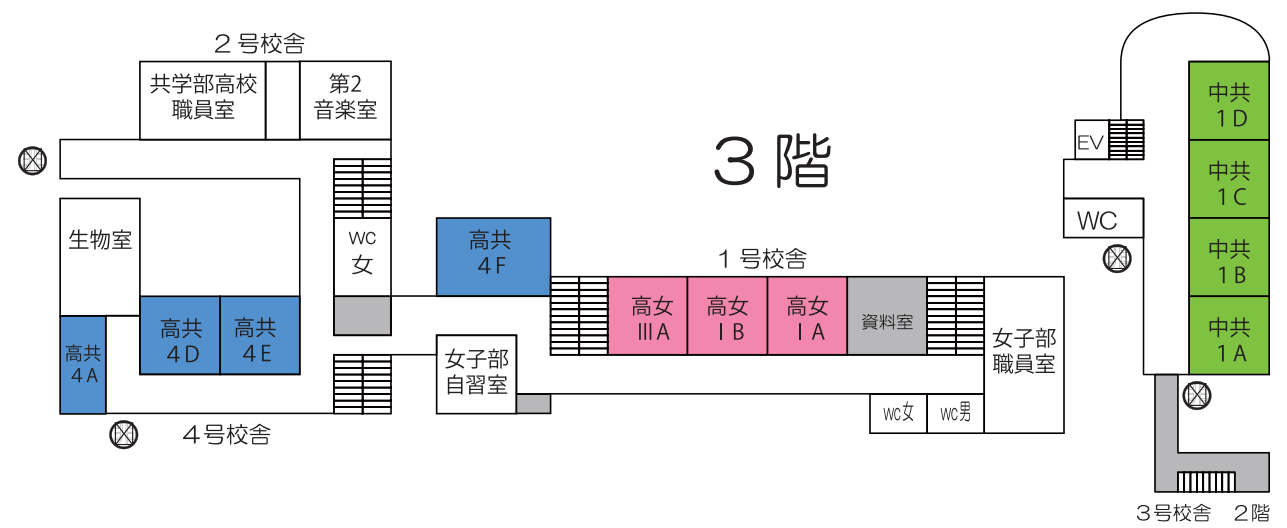 2号校舎
共学部高校
職員室
第2
音楽室
3階
中共
1D
EV
中共
1C
生物室
WC
女
高共
4F
WC
1号校舎
中共
1B
高共
4D
高共
4E
高女
ⅢA
高女
ⅠB
高女
ⅠA
資料室
女子部
職員室
中共
1A
高共
4A
女子部
自習室
WC女
WC男
4号校舎
3号校舎 2階